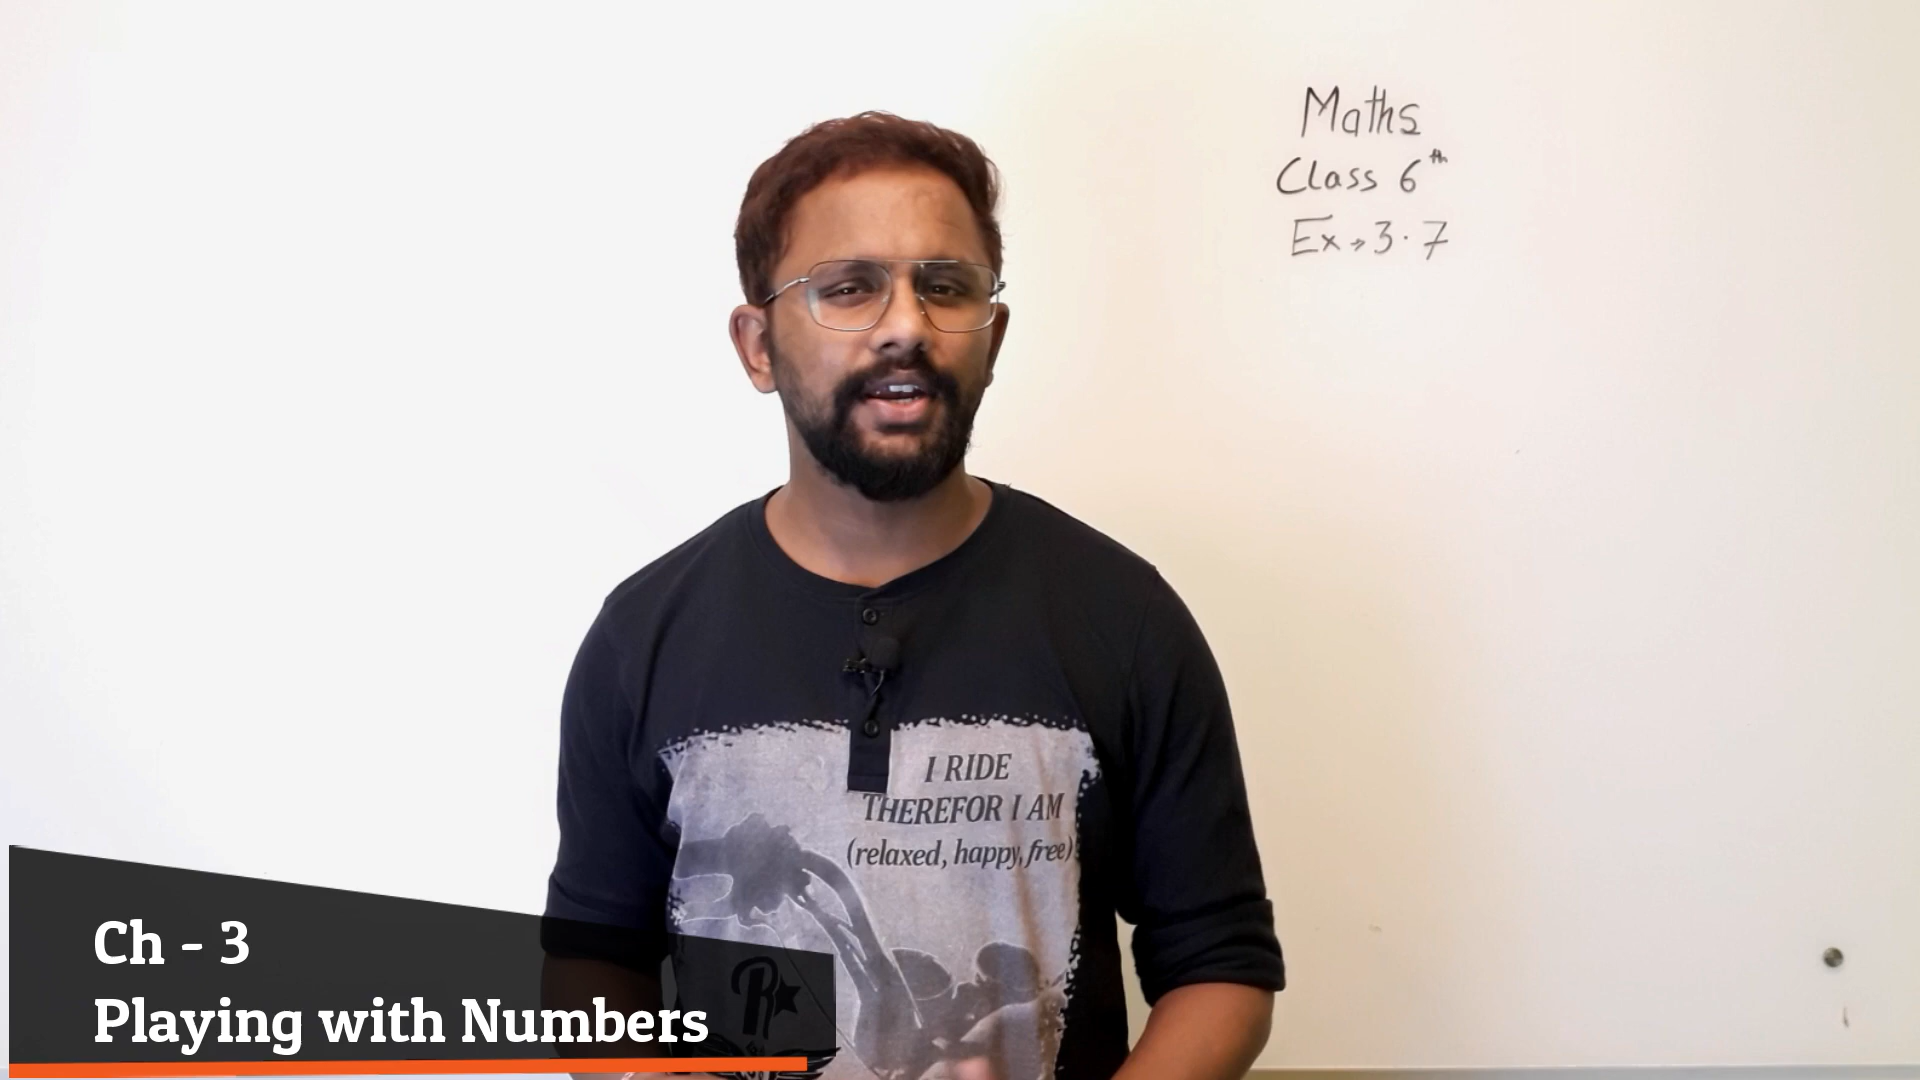 Maths
Class 6th
Ex → 3.7
I RIDE
THEREFOR I AM
(relaxed, happy, free)
Ch - 3
Playing with Numbers